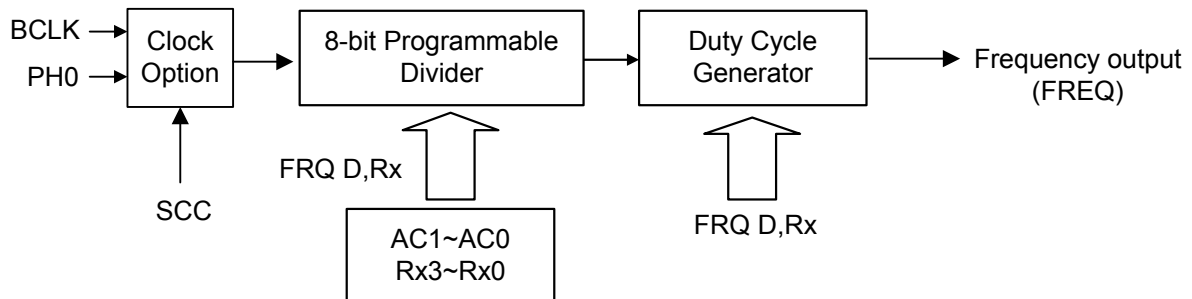 BCLK
PH0
Clock
Option
8-bit Programmable
Divider
Duty Cycle
Generator
Frequency output
(FREQ)
SCC
FRQ D,Rx
AC1~AC0
Rx3~Rx0
FRQ D,Rx